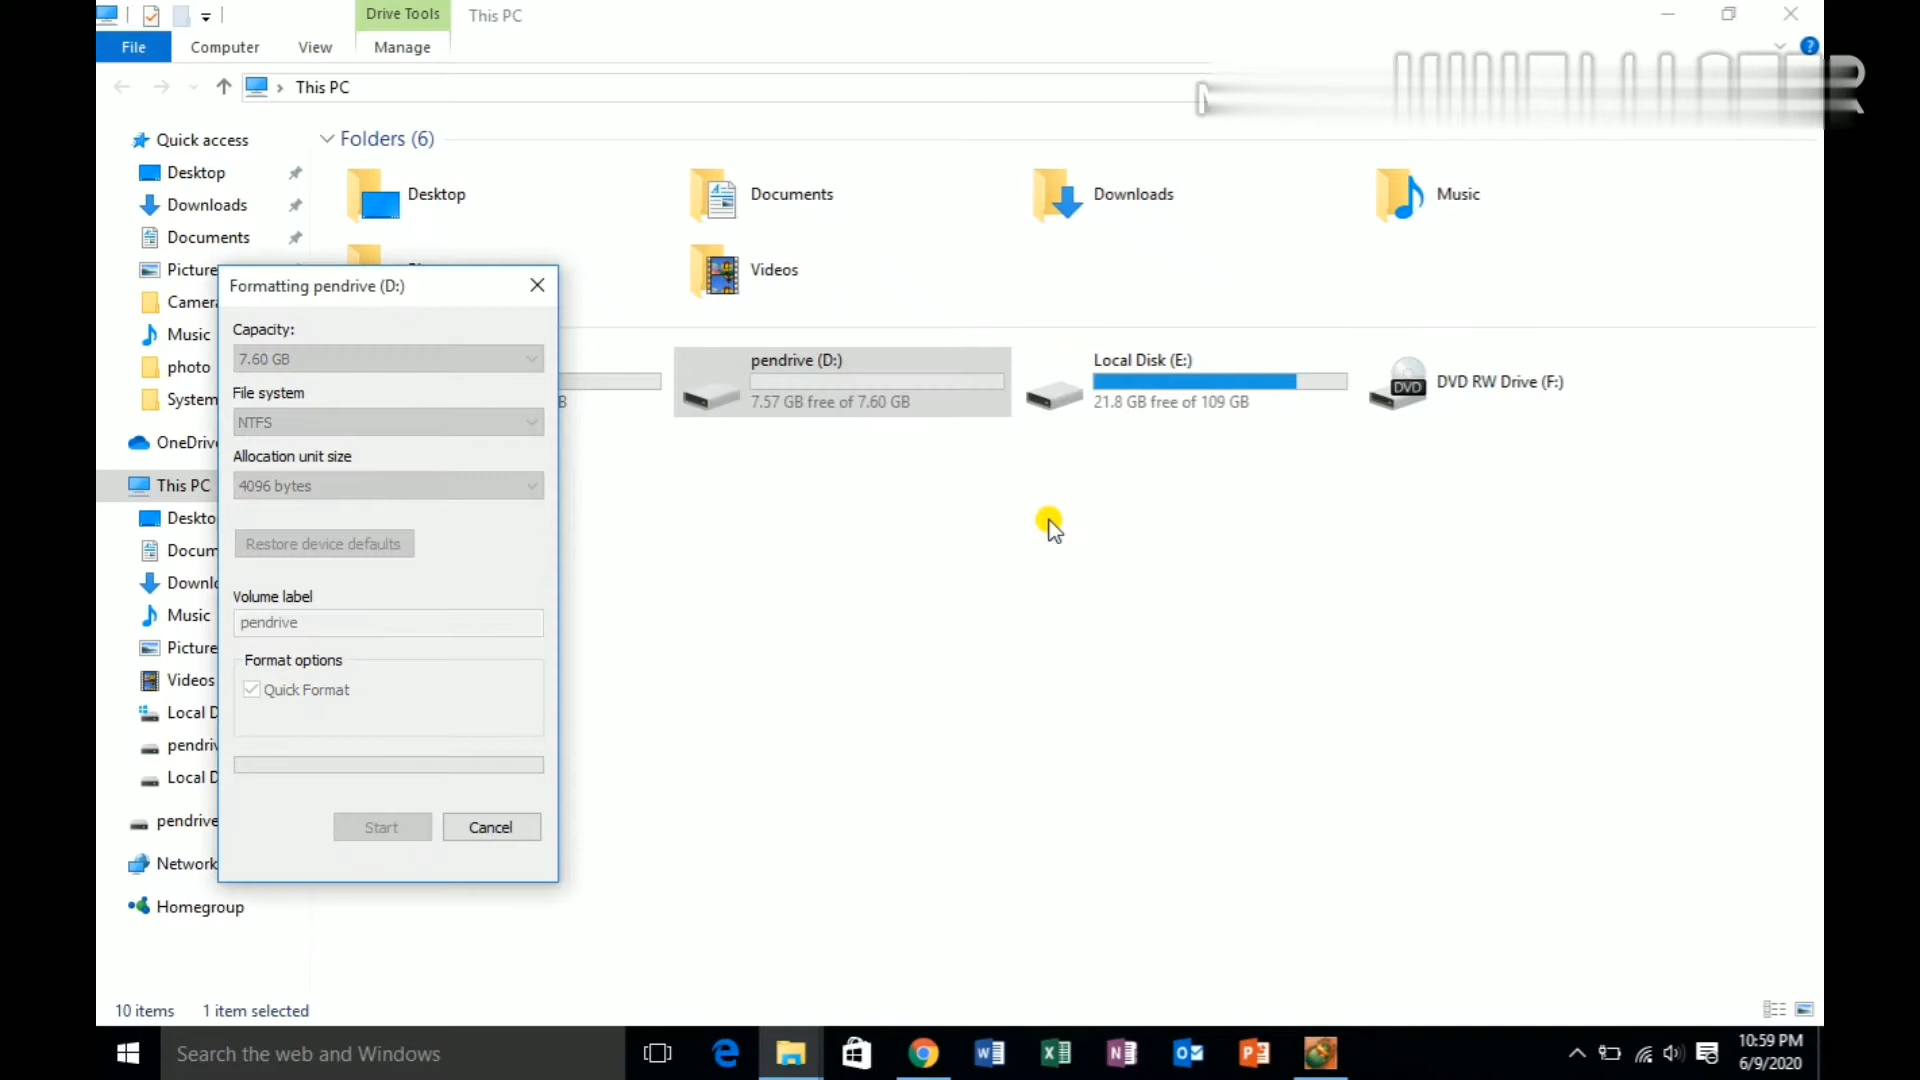 Drive Tools
This PC
File
Computer
View
Manage
This PC
Quick access
Desktop
Downloads
Documents
Picture
Camera
Music
photo
System
OneDrive
This PC
Deskto
Docum
Downlo
Music
Picture
Videos
Local D
pendriv
Local D
pendrive
Network
Homegroup
Folders (6)
Desktop
Documents
Downloads
Music
Videos
pendrive (D:)
7.57 GB free of 7.60 GB
Local Disk (E:)
21.8 GB free of 109 GB
DVD
DVD RW Drive (F:)
Formatting pendrive (D:)
Capacity:
7.60 GB
File system
NTFS
Allocation unit size
4096 bytes
Restore device defaults
Volume label
pendrive
Format options
Quick Format
Start
Cancel
10 items
1 item selected
Search the web and Windows
10:59 PM
6/9/2020